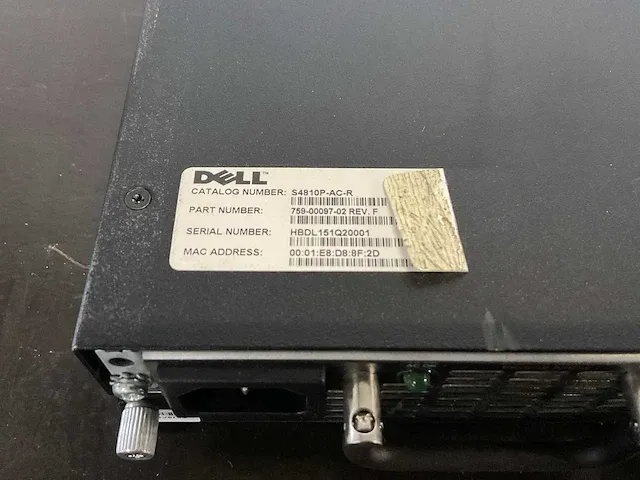 DELL™
CATALOG NUMBER: S4810P-AC-R
PART NUMBER: 759-00097-02 REV. F
SERIAL NUMBER: HBDL151Q20001
MAC ADDRESS: 00:01:E8:D8:8F:2D